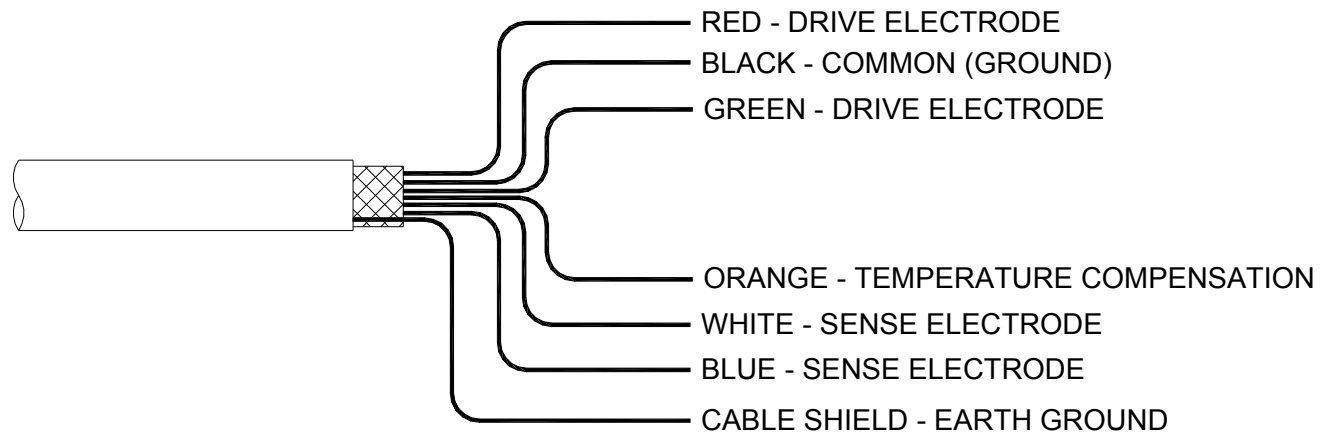 RED - DRIVE ELECTRODE
BLACK - COMMON (GROUND)
GREEN - DRIVE ELECTRODE
ORANGE - TEMPERATURE COMPENSATION
WHITE - SENSE ELECTRODE
BLUE - SENSE ELECTRODE
CABLE SHIELD - EARTH GROUND